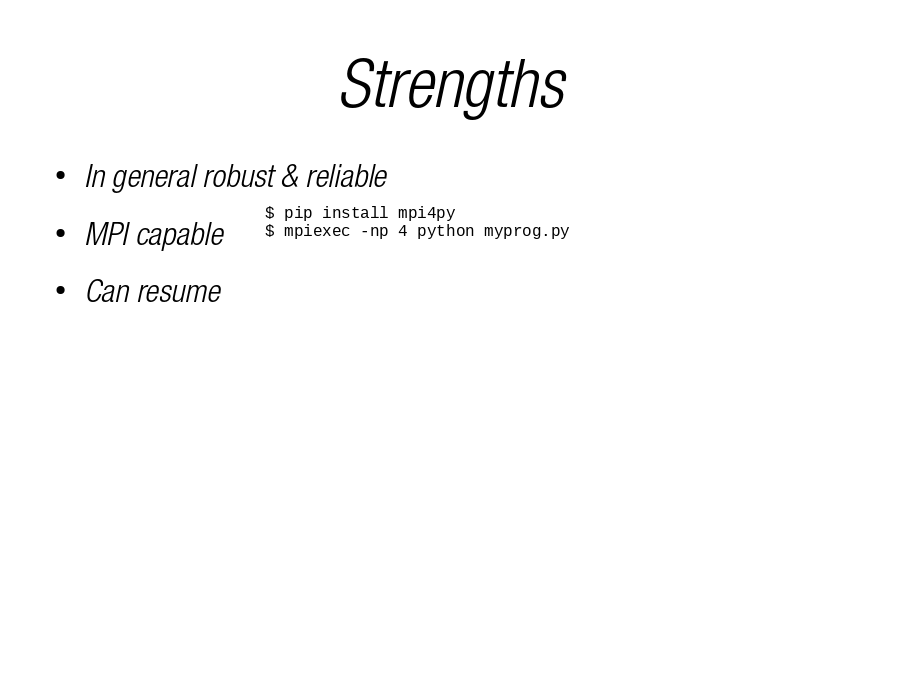 Strengths
• In general robust & reliable
• MPI capable
$ pip install mpi4py
$ mpiexec -np 4 python myprog.py
• Can resume